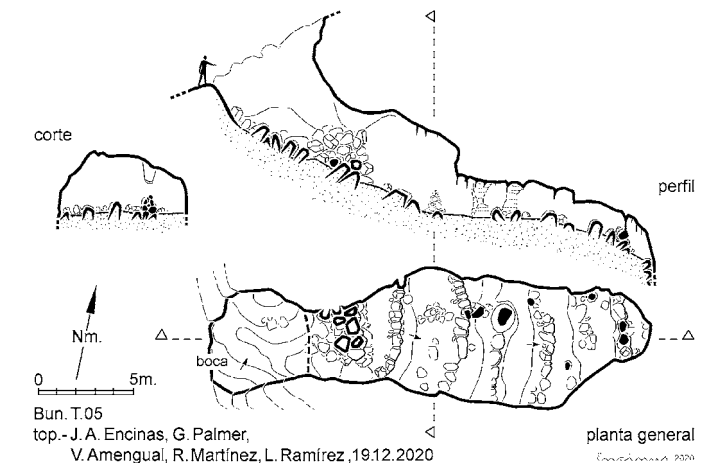 corte
perfil
Nm.
boca
0 5m.
Bun. T.05
top.- J. A. Encinas, G. Palmer,
V. Amengual, R. Martínez, L. Ramírez ,19.12.2020
planta general
2020